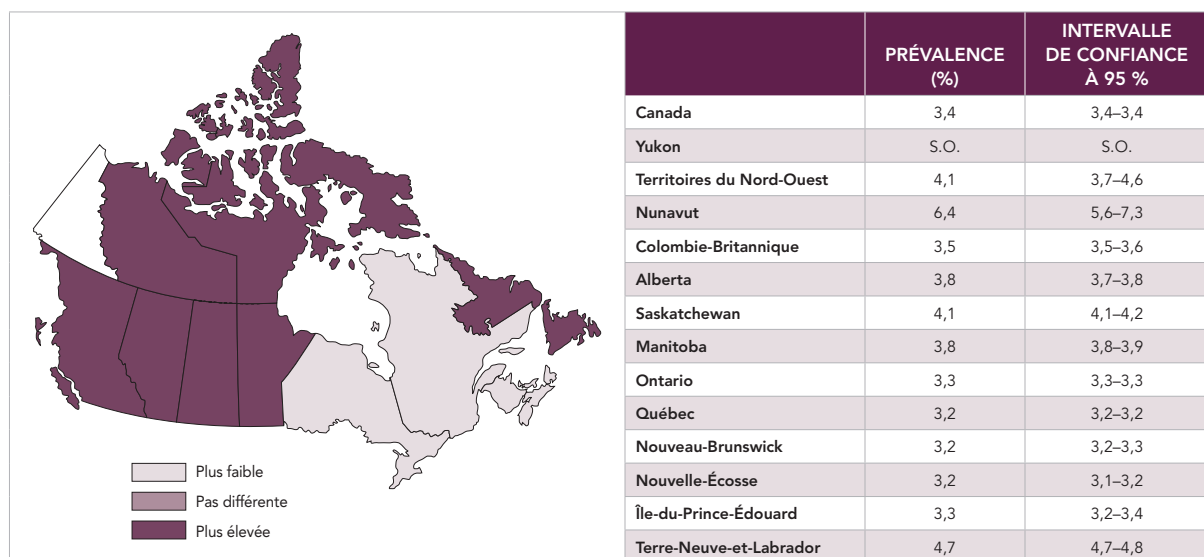 Plus faible
Pas différente
Plus élevée
PRÉVALENCE (%) INTERVALLE DE CONFIANCE À 95 %
Canada 3,4 3,4–3,4
Yukon S.O. S.O.
Territoires du Nord-Ouest 4,1 3,7–4,6
Nunavut 6,4 5,6–7,3
Colombie-Britannique 3,5 3,5–3,6
Alberta 3,8 3,7–3,8
Saskatchewan 4,1 4,1–4,2
Manitoba 3,8 3,8–3,9
Ontario 3,3 3,3–3,3
Québec 3,2 3,2–3,2
Nouveau-Brunswick 3,2 3,2–3,3
Nouvelle-Écosse 3,2 3,1–3,2
Île-du-Prince-Édouard 3,3 3,2–3,4
Terre-Neuve-et-Labrador 4,7 4,7–4,8